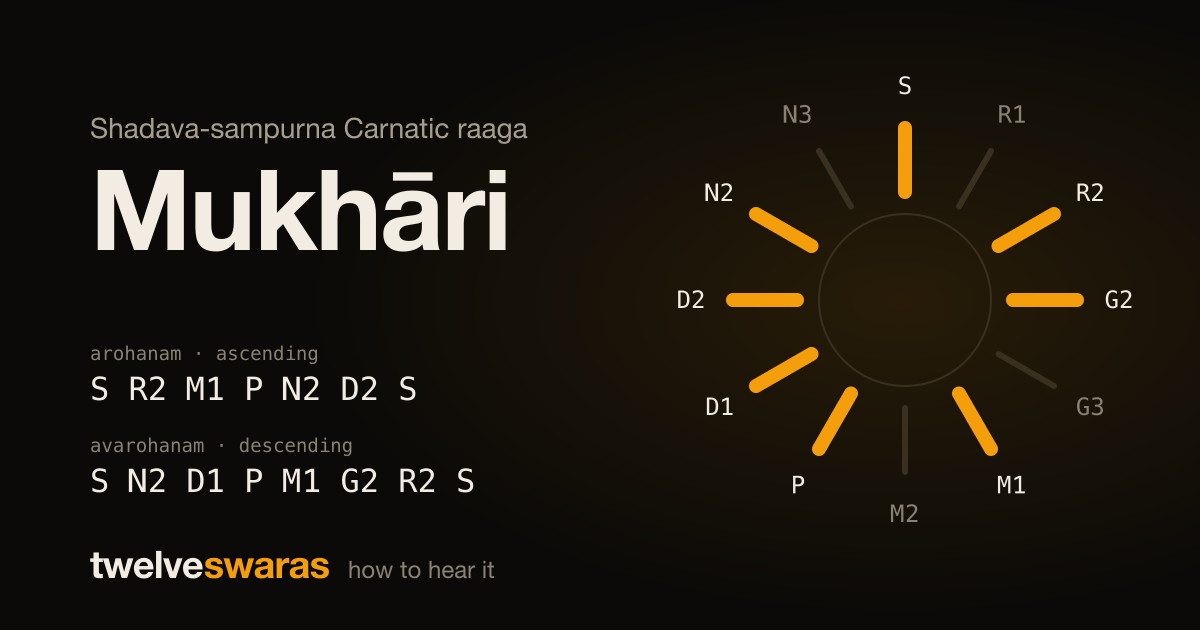 Shadava-sampurna Carnatic raaga
Mukhāri
arohanam · ascending
S R2 M1 P N2 D2 S
avarohanam · descending
S N2 D1 P M1 G2 R2 S
twelveswaras how to hear it
S
N3 R1
N2 R2
D2 G2
D1 G3
P M1
M2